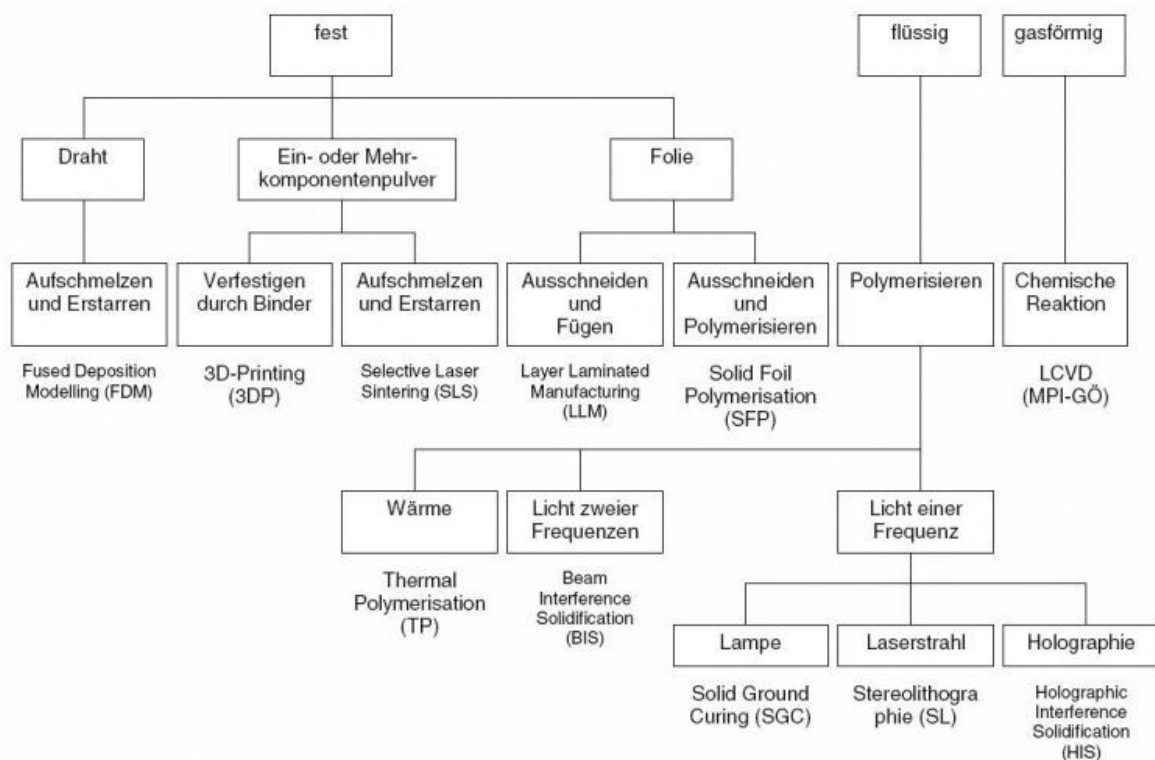 fest
flüssig
gasförmig
Draht
Ein- oder Mehr-
komponentenpulver
Folie
Aufschmelzen
und Erstarren
Verfestigen
durch Binder
Aufschmelzen
und Erstarren
Ausschneiden
und
Fügen
Ausschneiden
und
Polymerisieren
Polymerisieren
Chemische
Reaktion
Fused Deposition
Modelling (FDM)
3D-Printing
(3DP)
Selective Laser
Sintering (SLS)
Layer Laminated
Manufacturing
(LLM)
Solid Foil
Polymerisation
(SFP)
LCVD
(MPI-GÖ)
Wärme
Licht zweier
Frequenzen
Licht einer
Frequenz
Thermal
Polymerisation
(TP)
Beam
Interference
Solidification
(BIS)
Lampe
Laserstrahl
Holographie
Solid Ground
Curing (SGC)
Stereolithogra
phie (SL)
Holographic
Interference
Solidification
(HIS)